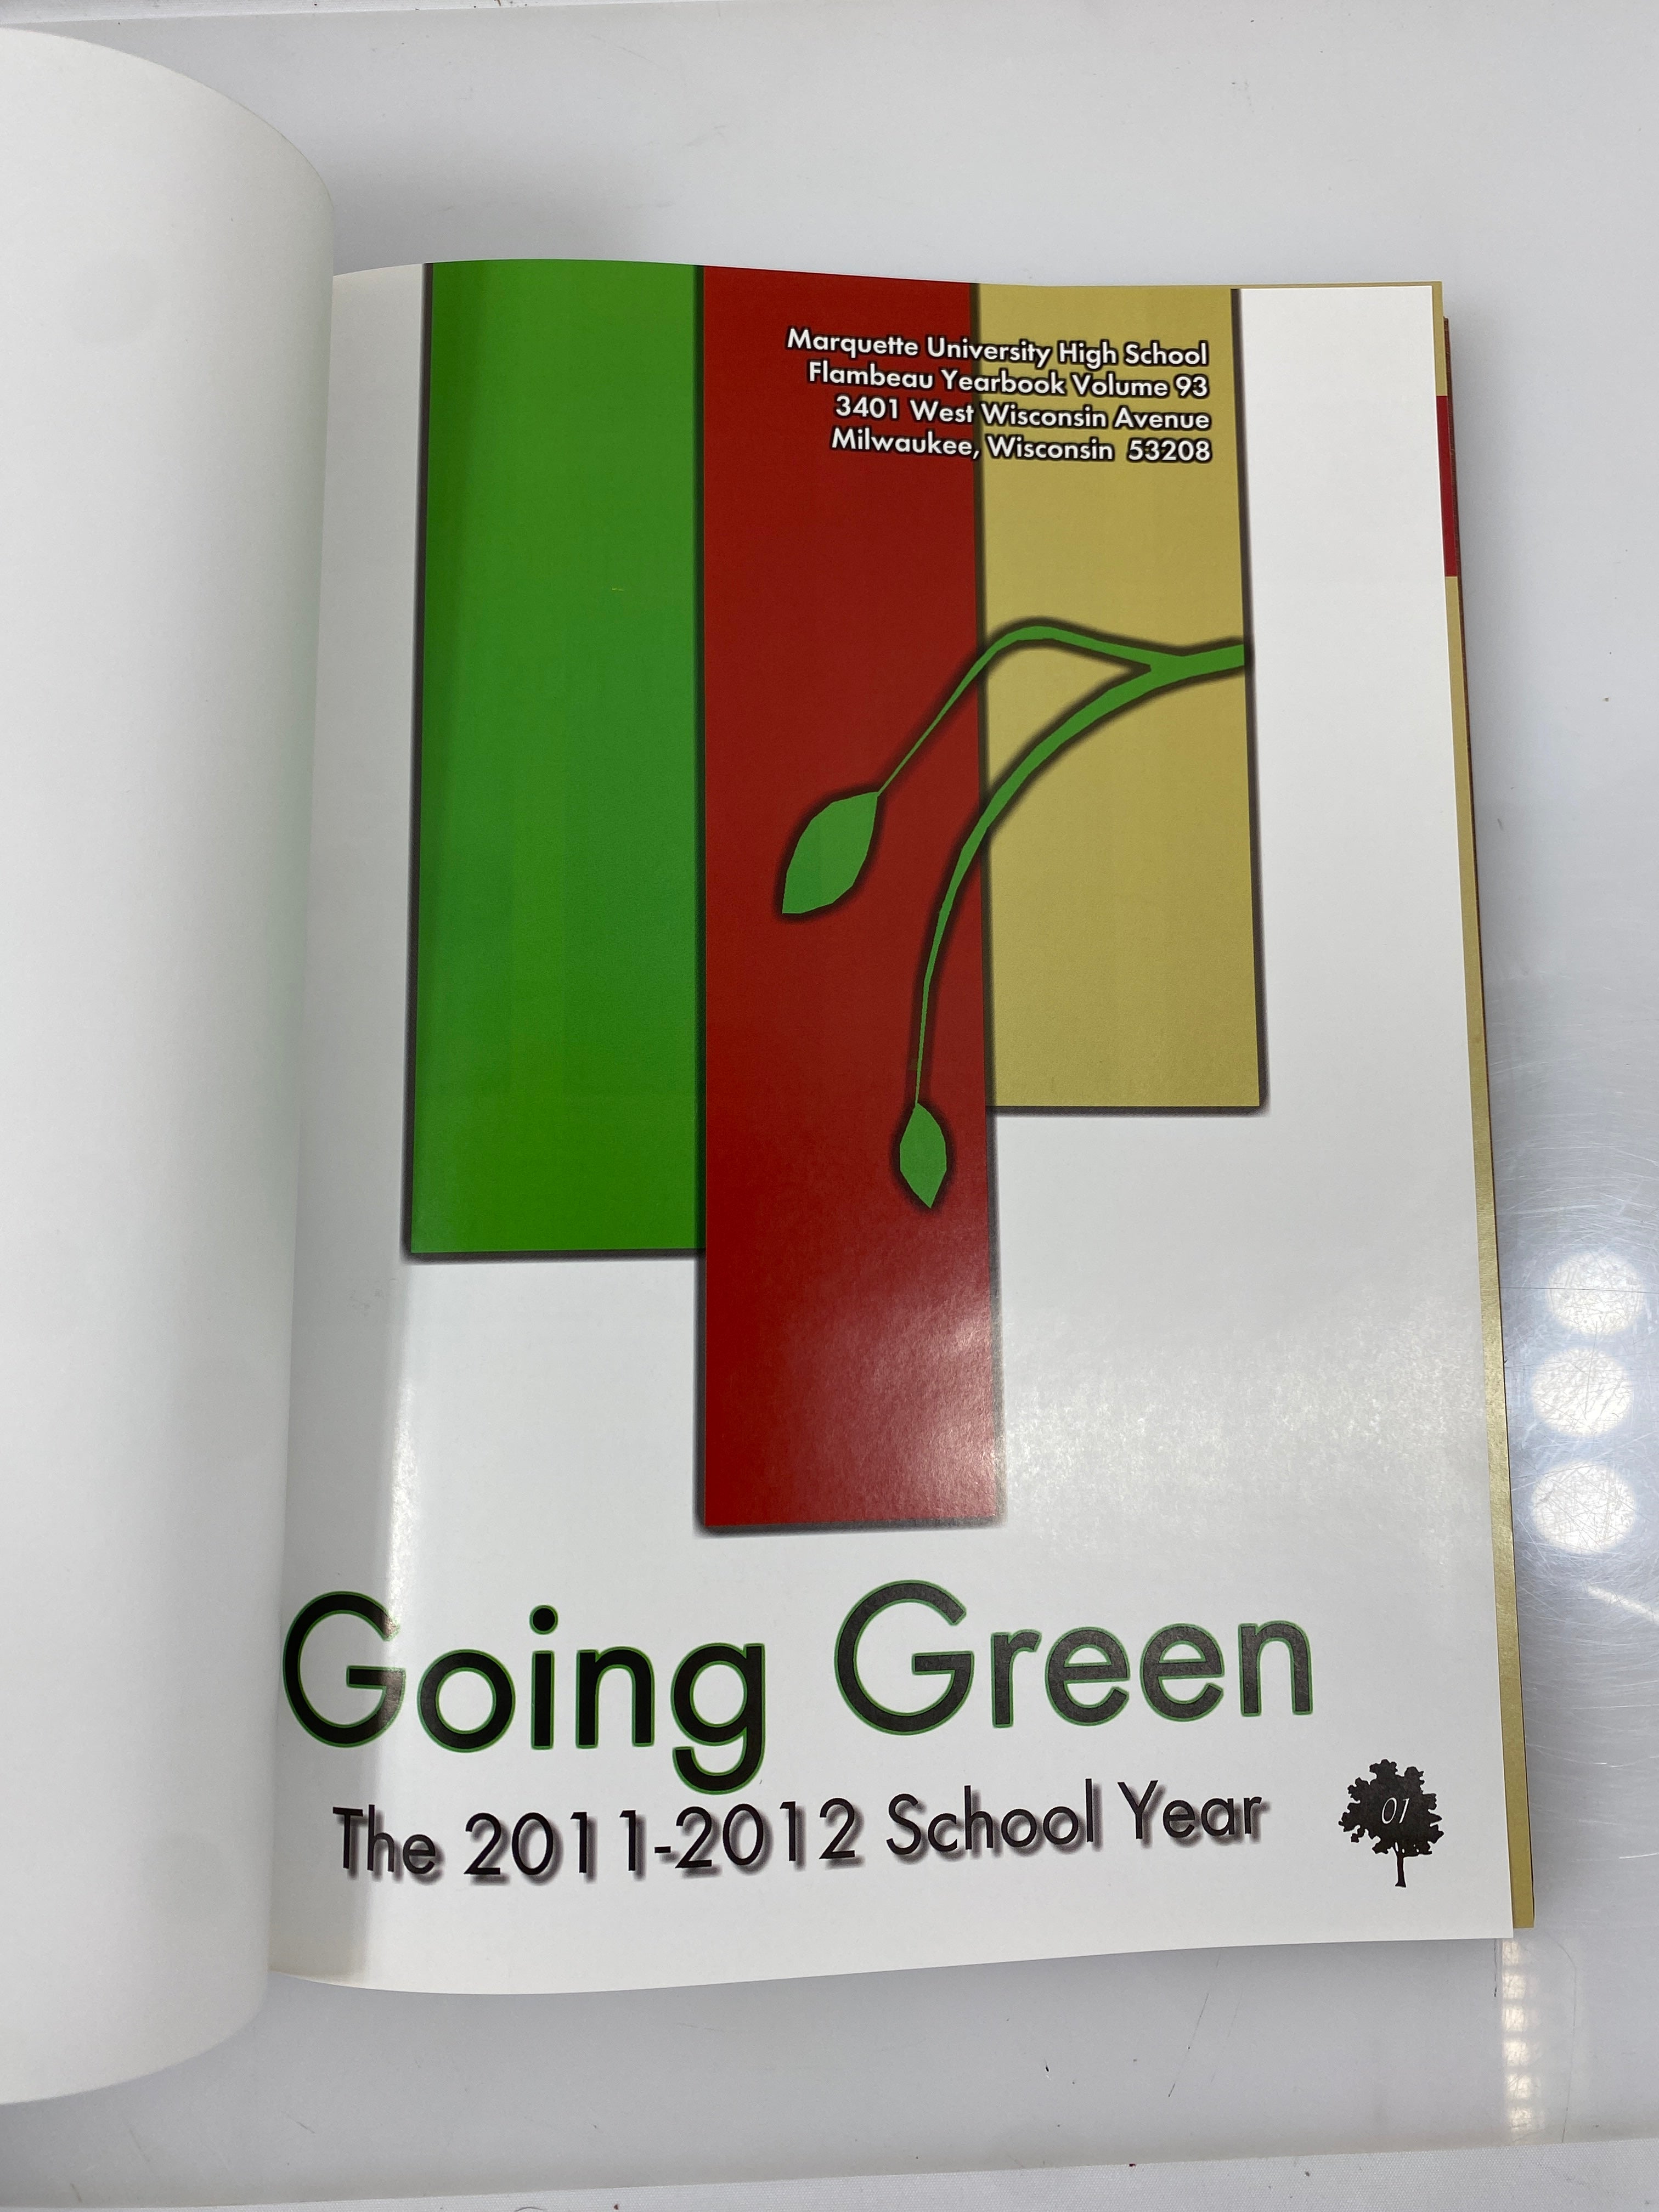 Marquette University High School
Flambeau Yearbook Volume 93
3401 West Wisconsin Avenue
Milwaukee, Wisconsin 53208
Going Green
The 2011-2012 School Year
01